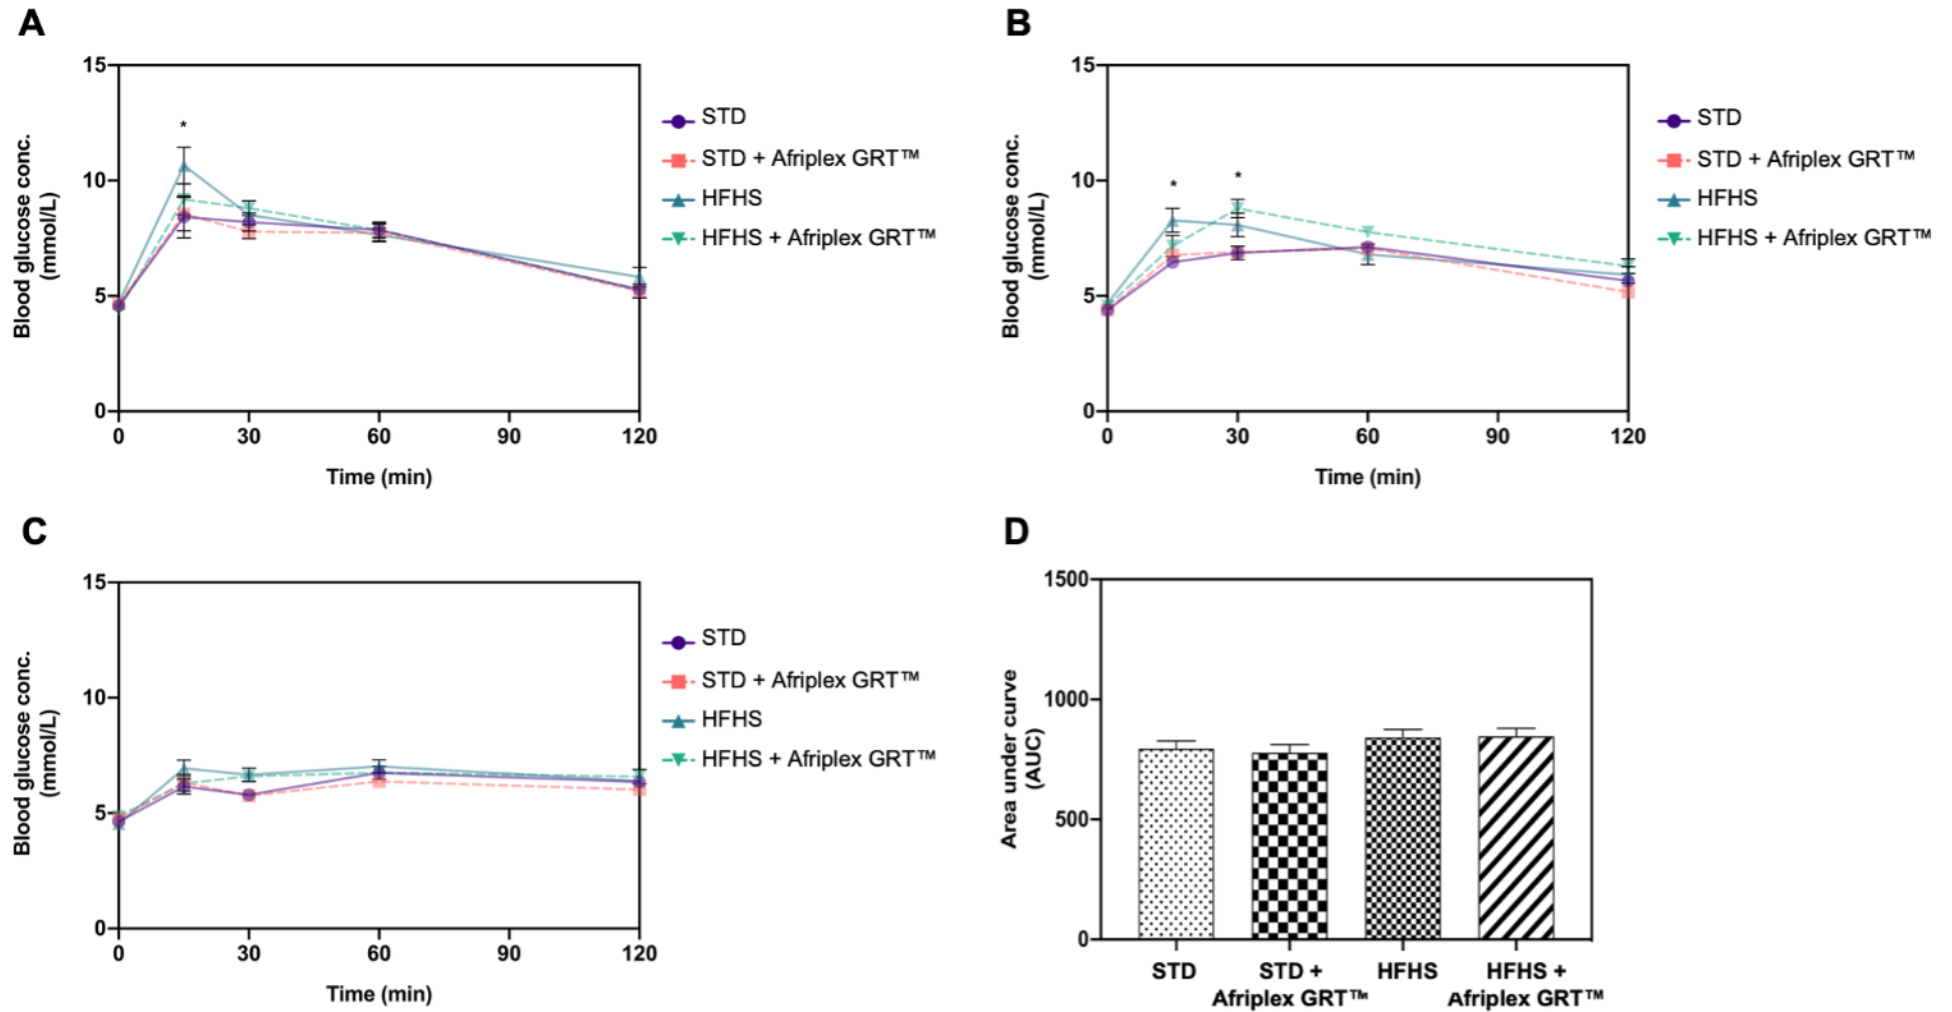 A
15
10
5
0
Blood glucose conc.
(mmol/L)
*
0 30 60 90 120
Time (min)
STD
STD + Afriplex GRT™
HFHS
HFHS + Afriplex GRT™
B
15
10
5
0
Blood glucose conc.
(mmol/L)
* *
0 30 60 90 120
Time (min)
STD
STD + Afriplex GRT™
HFHS
HFHS + Afriplex GRT™
C
15
10
5
0
Blood glucose conc.
(mmol/L)
0 30 60 90 120
Time (min)
STD
STD + Afriplex GRT™
HFHS
HFHS + Afriplex GRT™
D
1500
1000
500
0
Area under curve
(AUC)
STD
STD +
Afriplex GRT™
HFHS
HFHS +
Afriplex GRT™